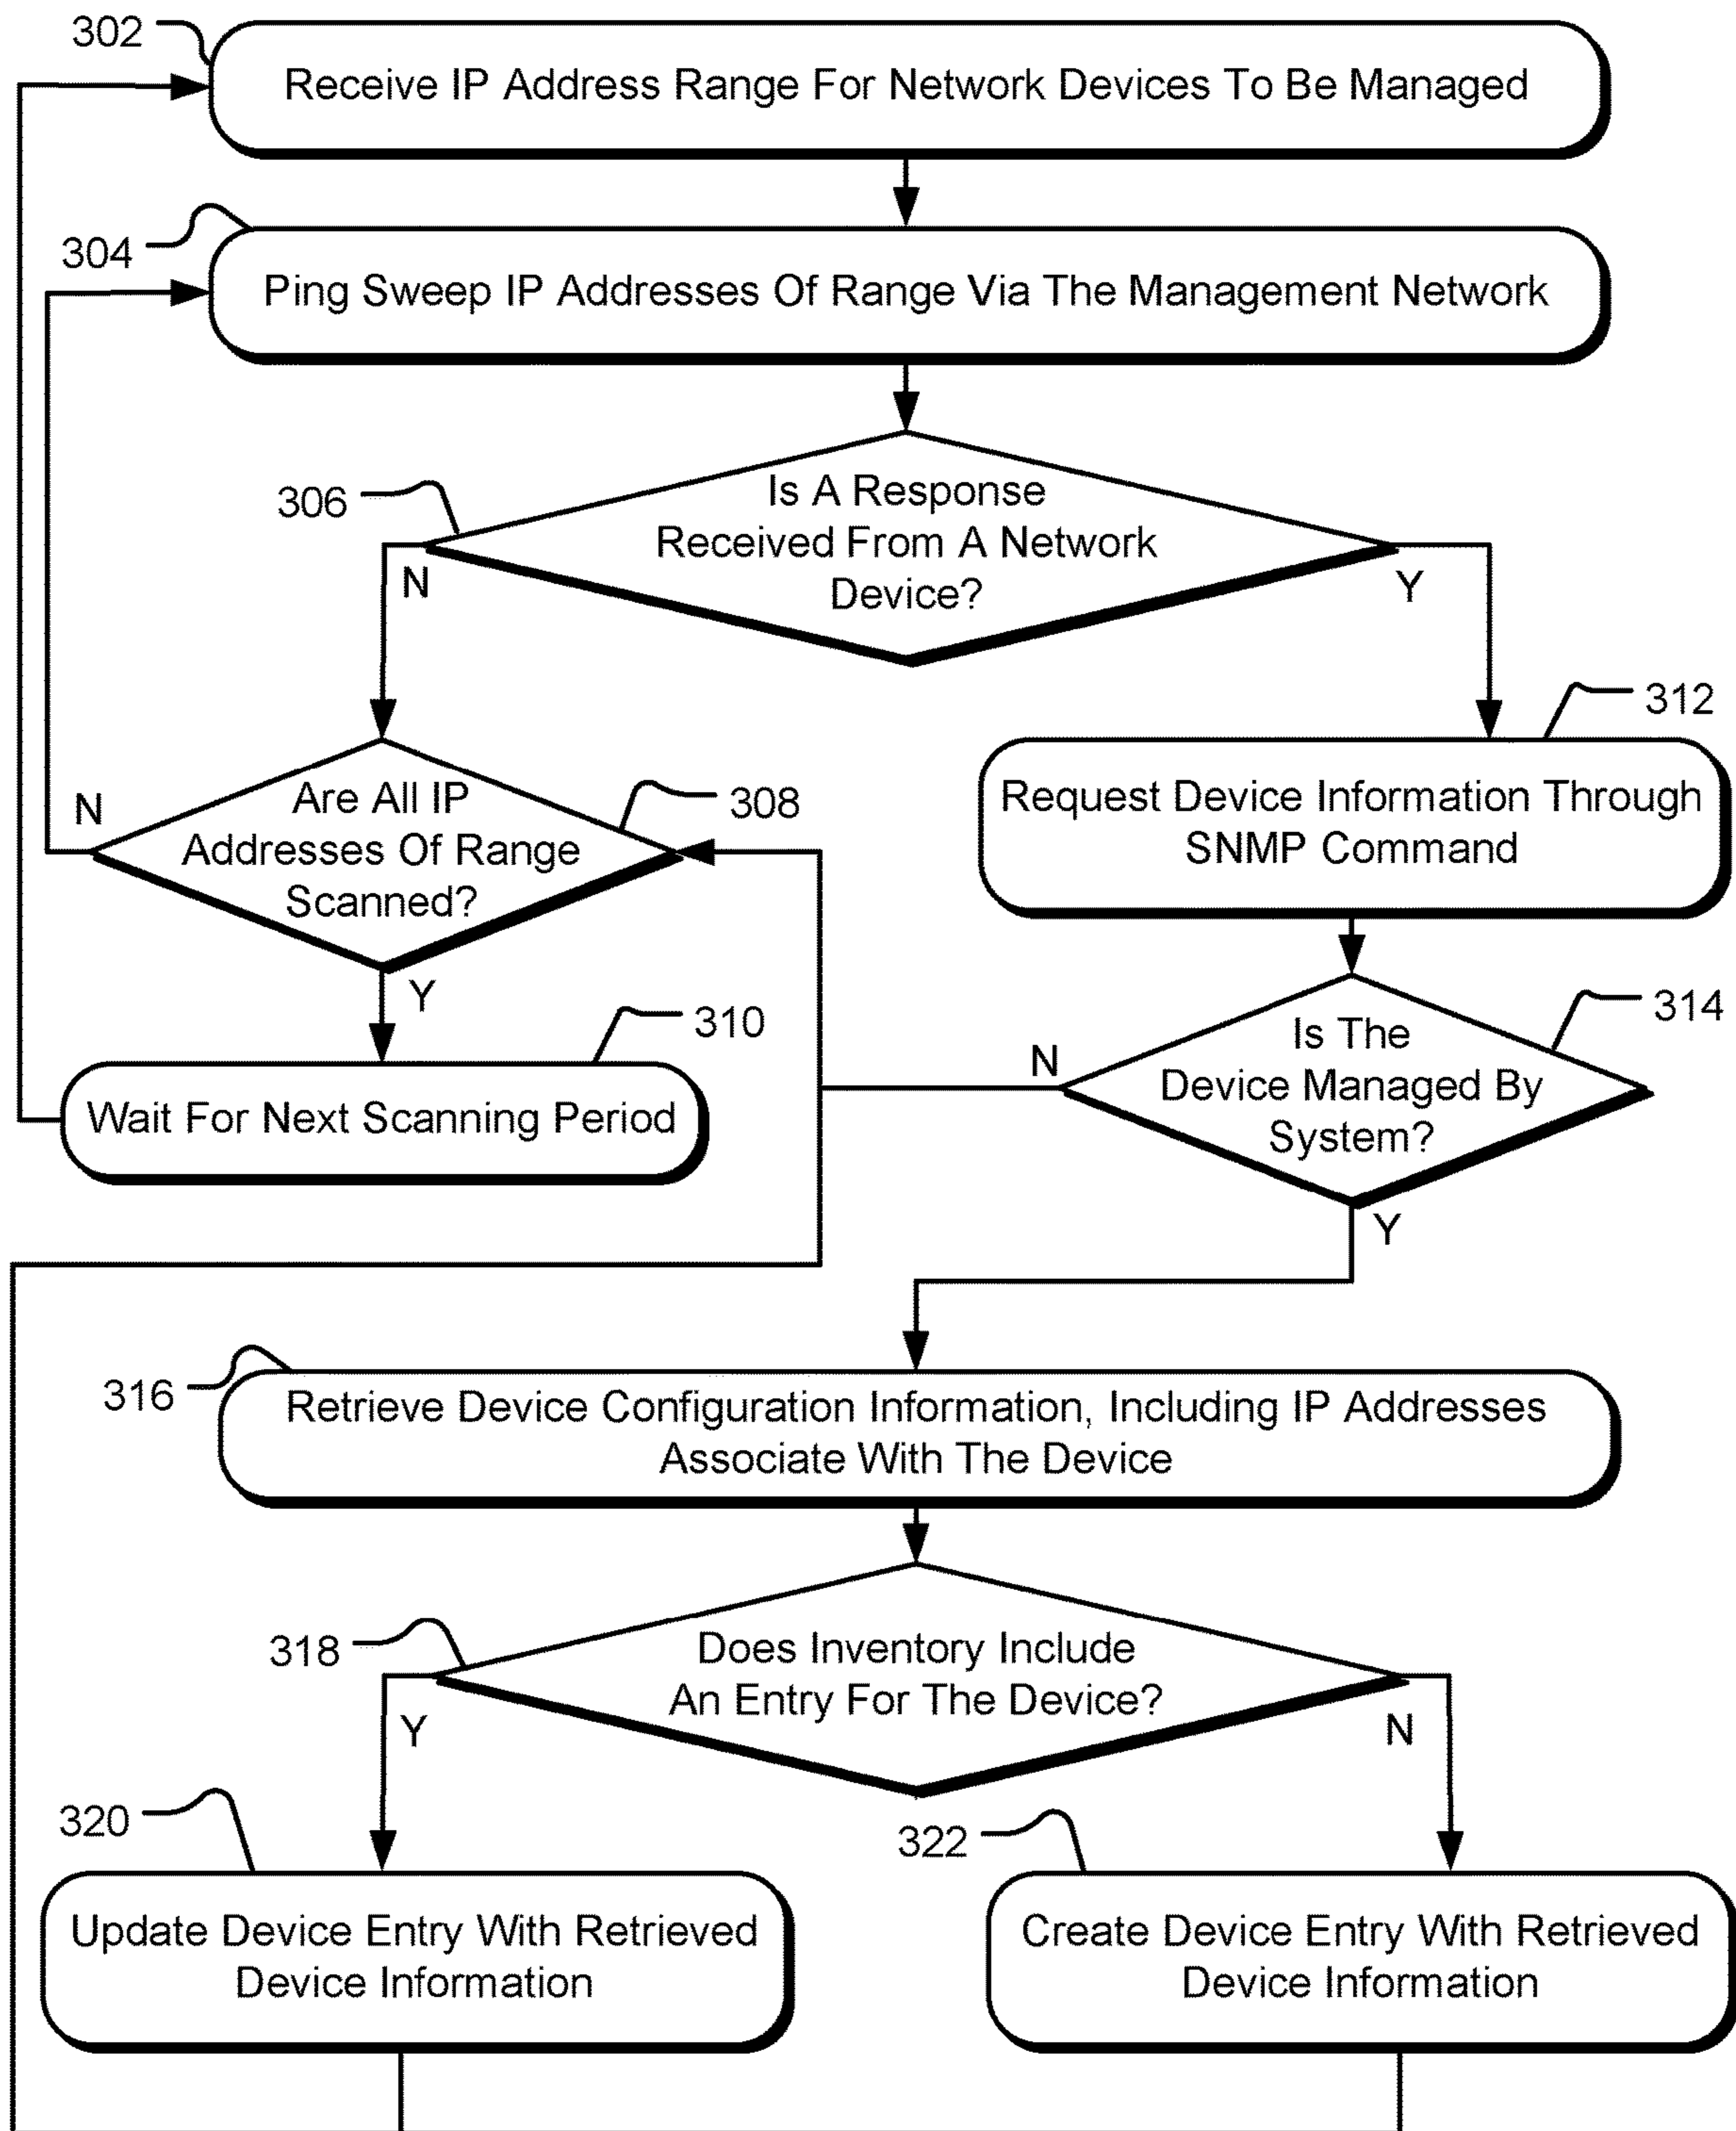 302
Receive IP Address Range For Network Devices To Be Managed
304
Ping Sweep IP Addresses Of Range Via The Management Network
306
Is A Response
Received From A Network
Device?
N
Y
312
Request Device Information Through
SNMP Command
N
Are All IP
Addresses Of Range
Scanned?
308
Y
310
Wait For Next Scanning Period
314
N
Is The
Device Managed By
System?
Y
316
Retrieve Device Configuration Information, Including IP Addresses
Associate With The Device
318
Does Inventory Include
An Entry For The Device?
Y
N
320
Update Device Entry With Retrieved
Device Information
322
Create Device Entry With Retrieved
Device Information